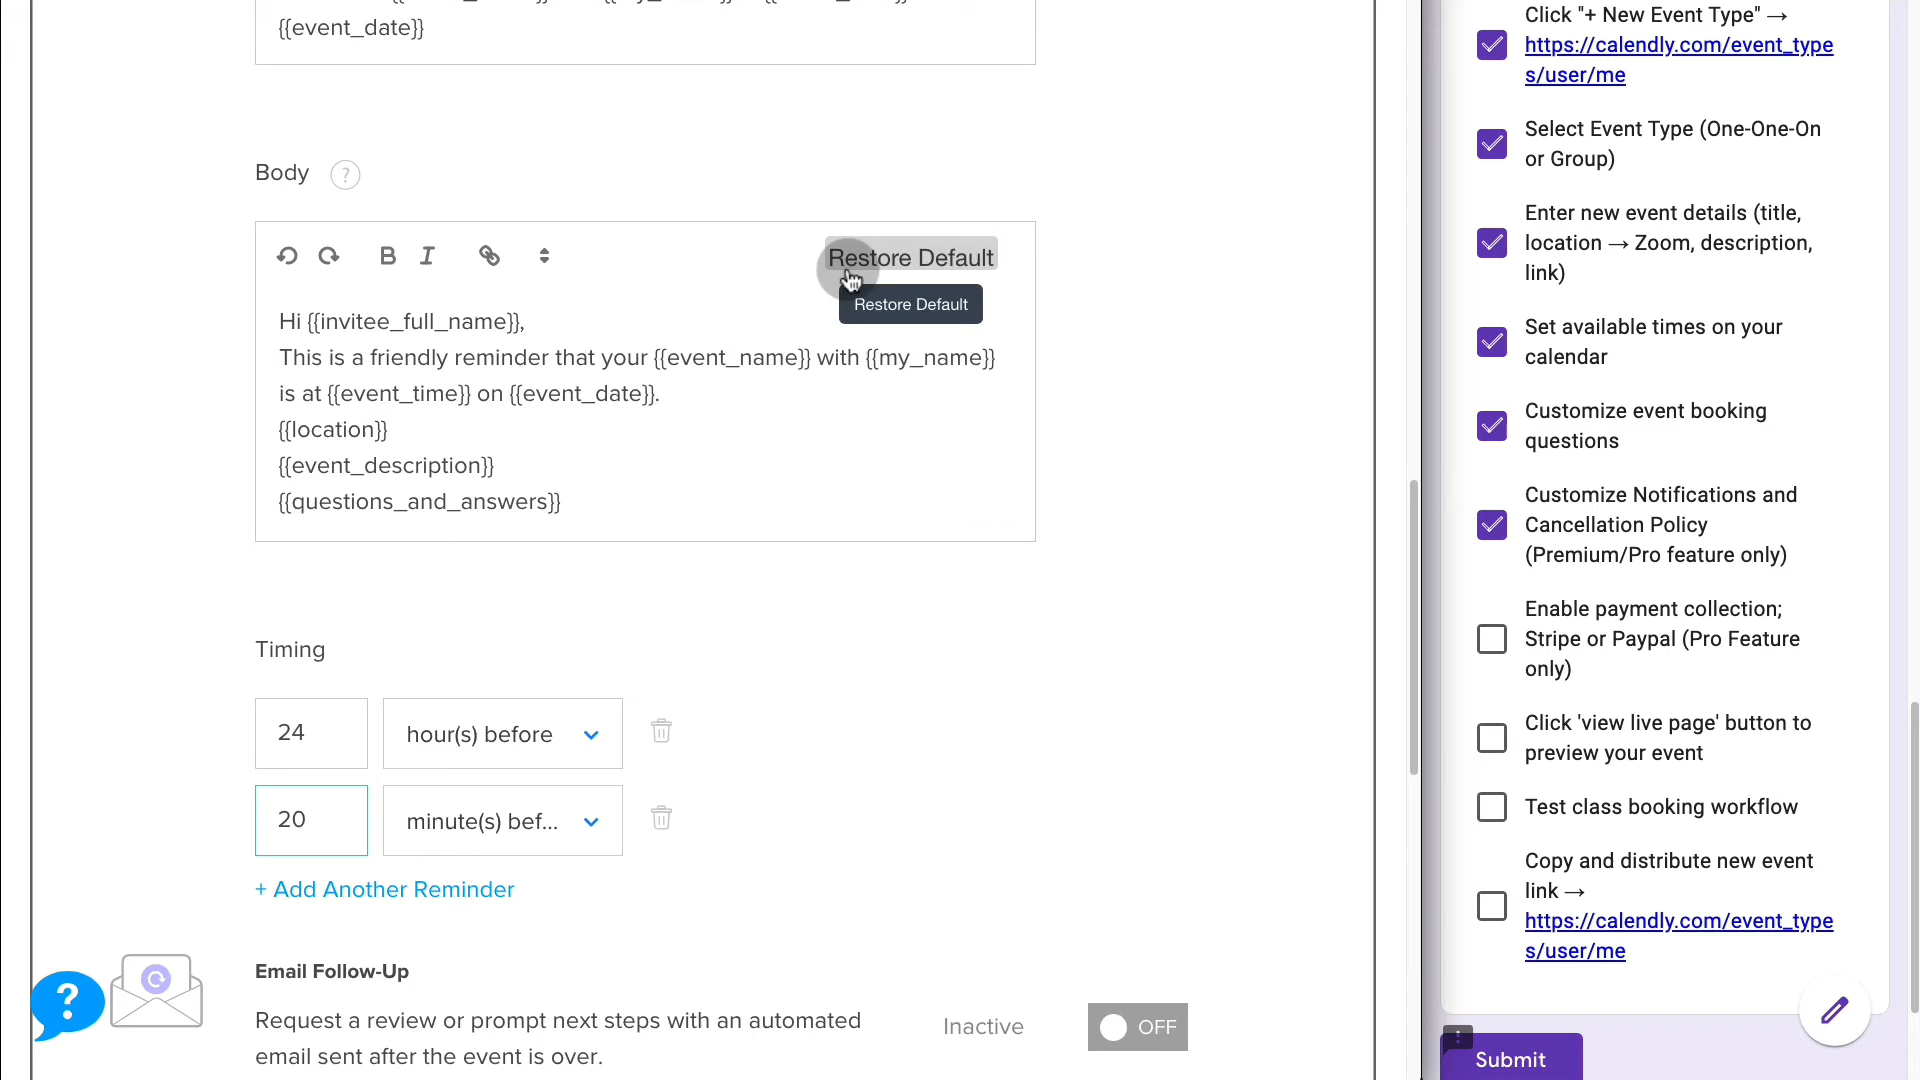 {{event_date}}
Body
?
Restore Default
Restore Default
Hi {{invitee_full_name}},
This is a friendly reminder that your {{event_name}} with {{my_name}}
is at {{event_time}} on {{event_date}}.
{{location}}
{{event_description}}
{{questions_and_answers}}
Timing
24
hour(s) before
20
minute(s) bef...
+ Add Another Reminder
?
Email Follow-Up
Request a review or prompt next steps with an automated
email sent after the event is over.
Inactive
OFF
Click "+ New Event Type" →
https://calendly.com/event_type
s/user/me
Select Event Type (One-One-On
or Group)
Enter new event details (title,
location → Zoom, description,
link)
Set available times on your
calendar
Customize event booking
questions
Customize Notifications and
Cancellation Policy
(Premium/Pro feature only)
Enable payment collection;
Stripe or Paypal (Pro Feature
only)
Click 'view live page' button to
preview your event
Test class booking workflow
Copy and distribute new event
link →
https://calendly.com/event_type
s/user/me
Submit